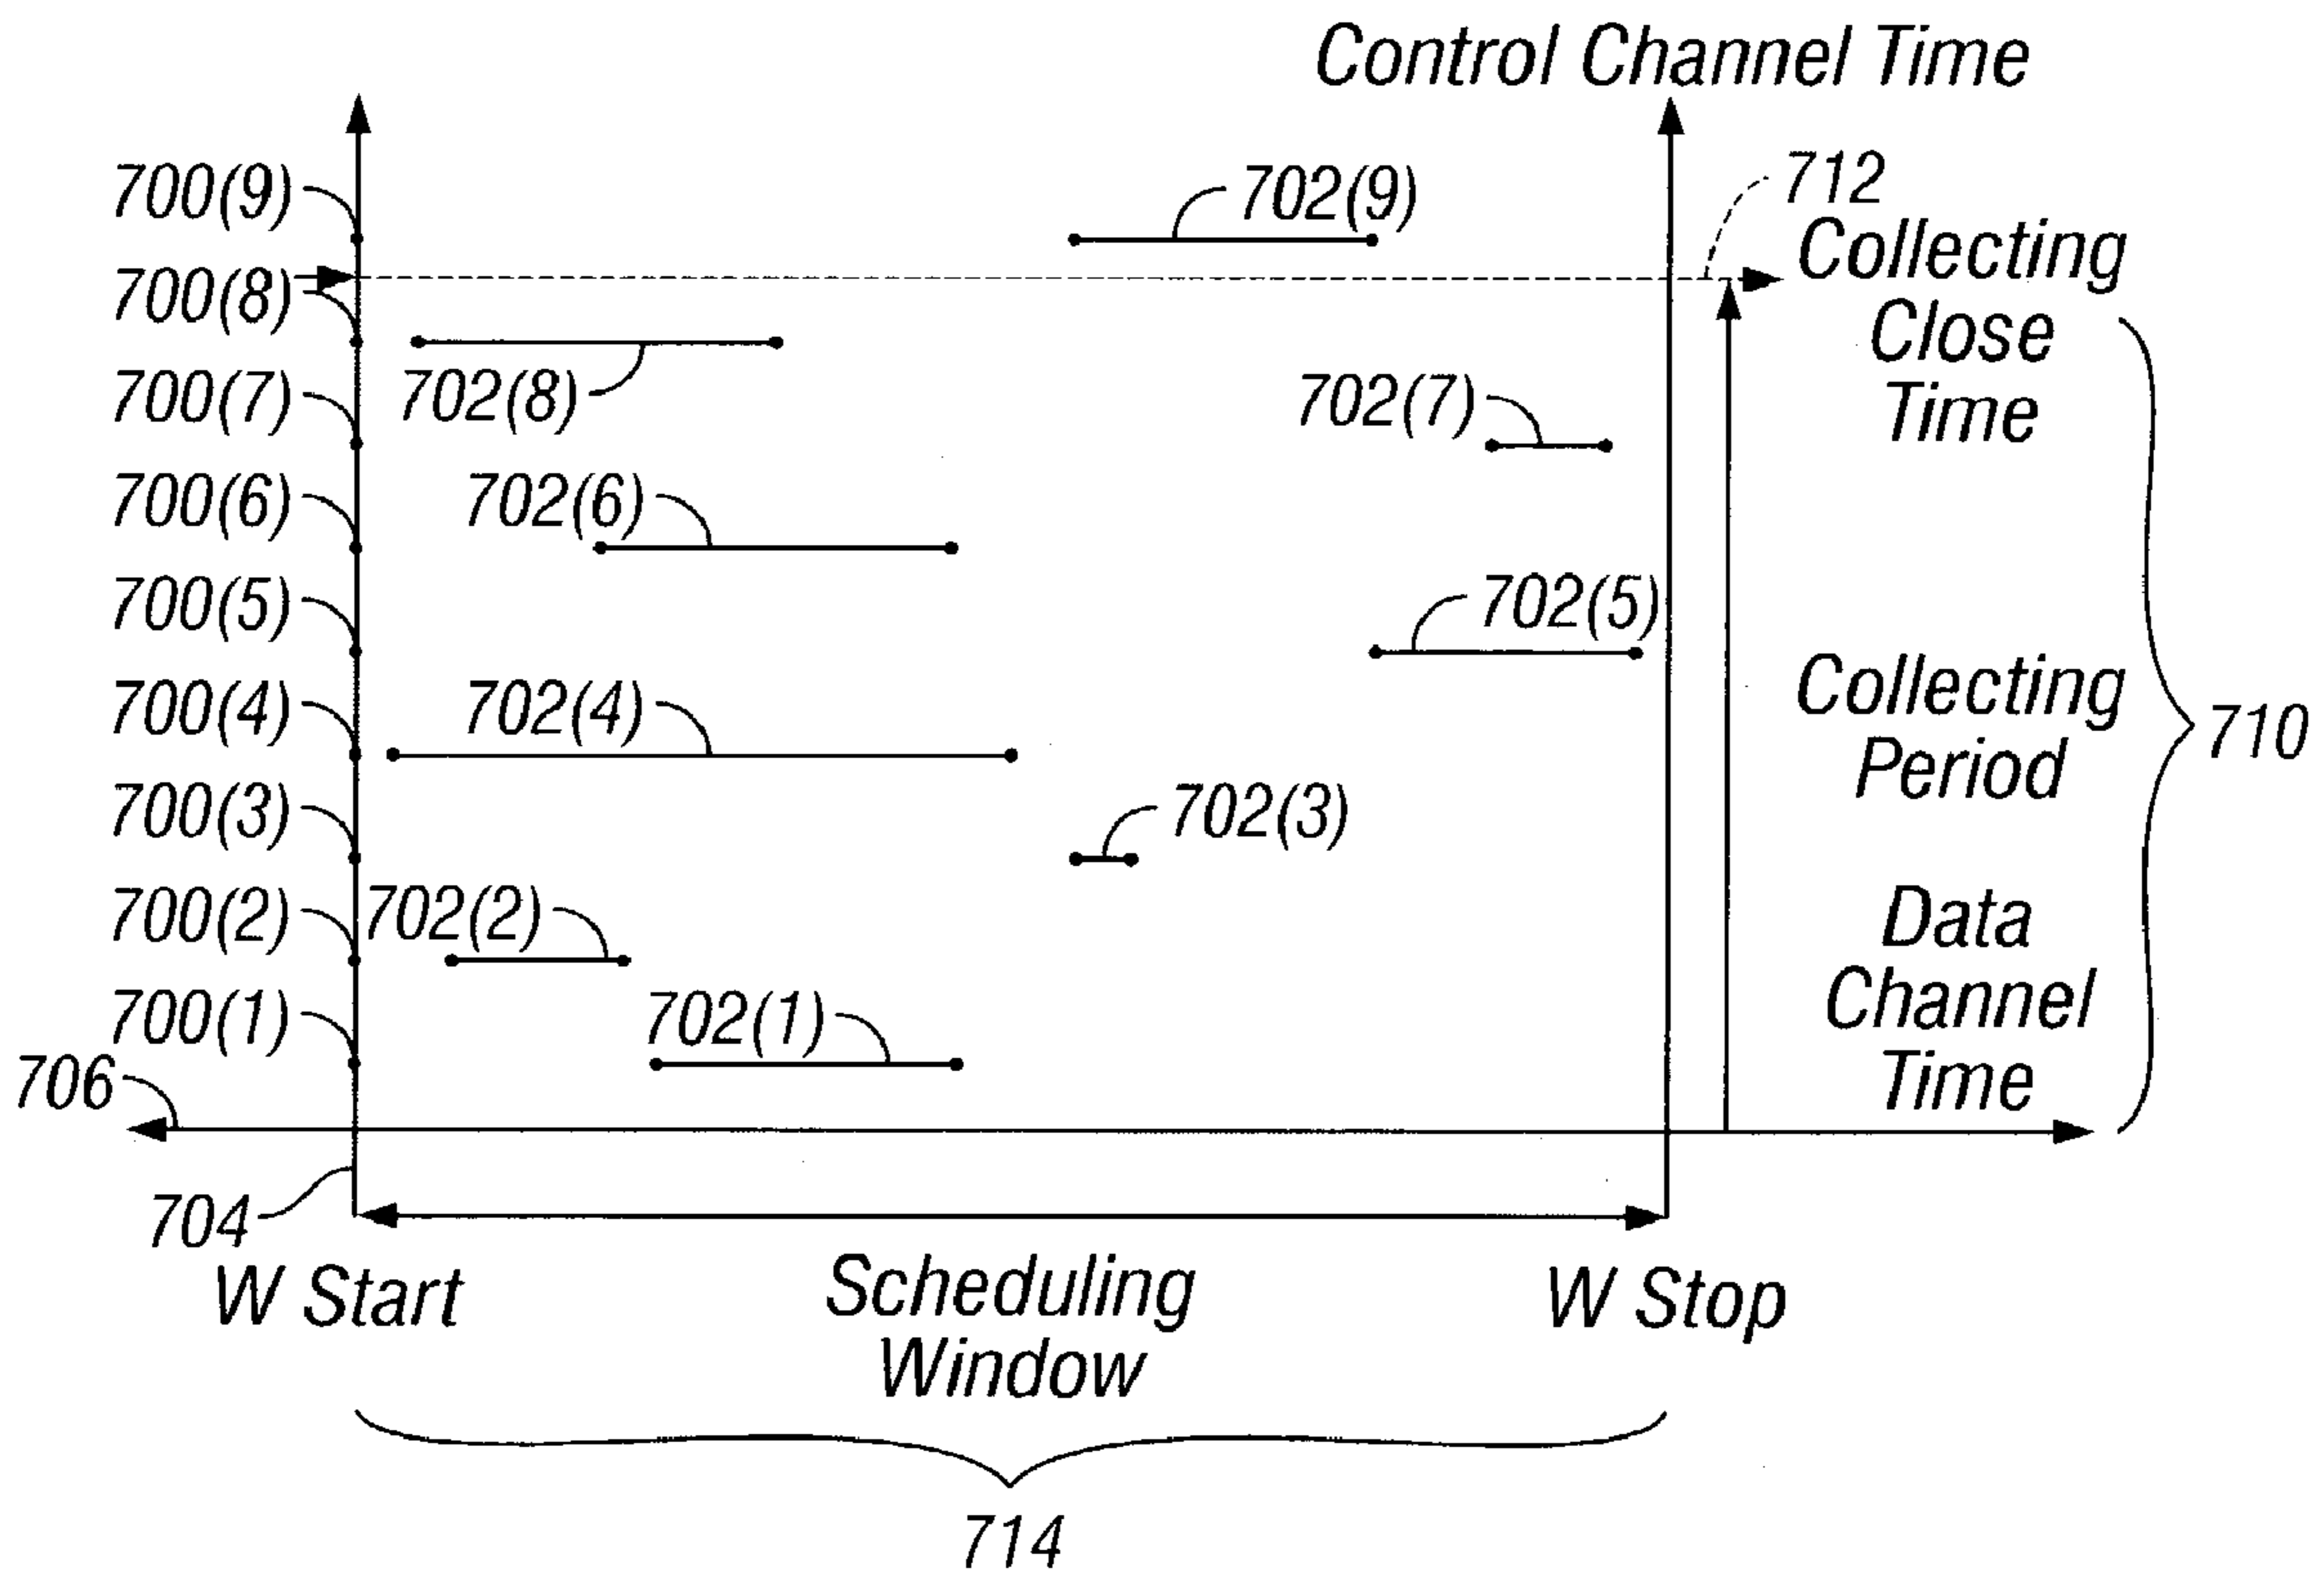 Control Channel Time
700(9)
702(9)
712
Collecting
Close
Time
700(8)
702(8)
700(7)
702(7)
700(6)
702(6)
700(5)
702(5)
700(4)
702(4)
Collecting
Period
710
700(3)
702(3)
700(2)
702(2)
Data
Channel
Time
700(1)
702(1)
706
704
W Start
Scheduling
Window
W Stop
714